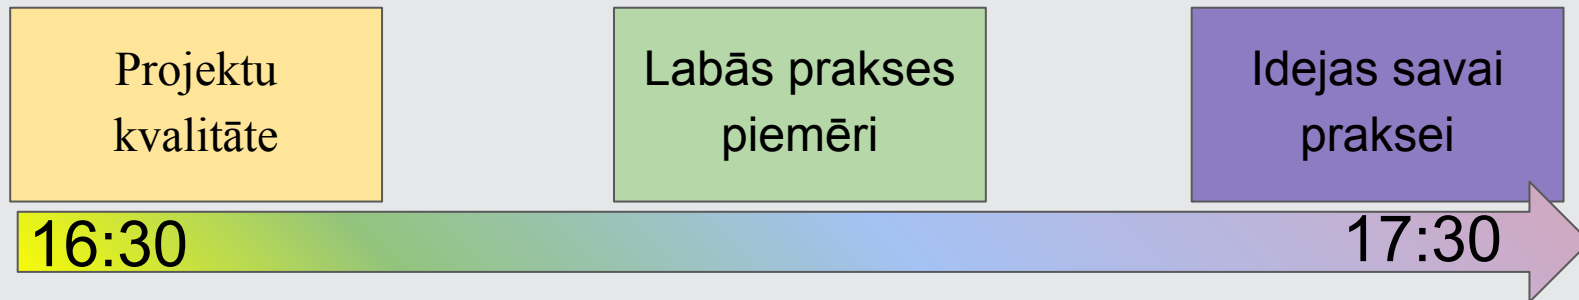 Projektu
kvalitāte
Labās prakses
piemēri
Idejas savai
praksei
16:30
17:30